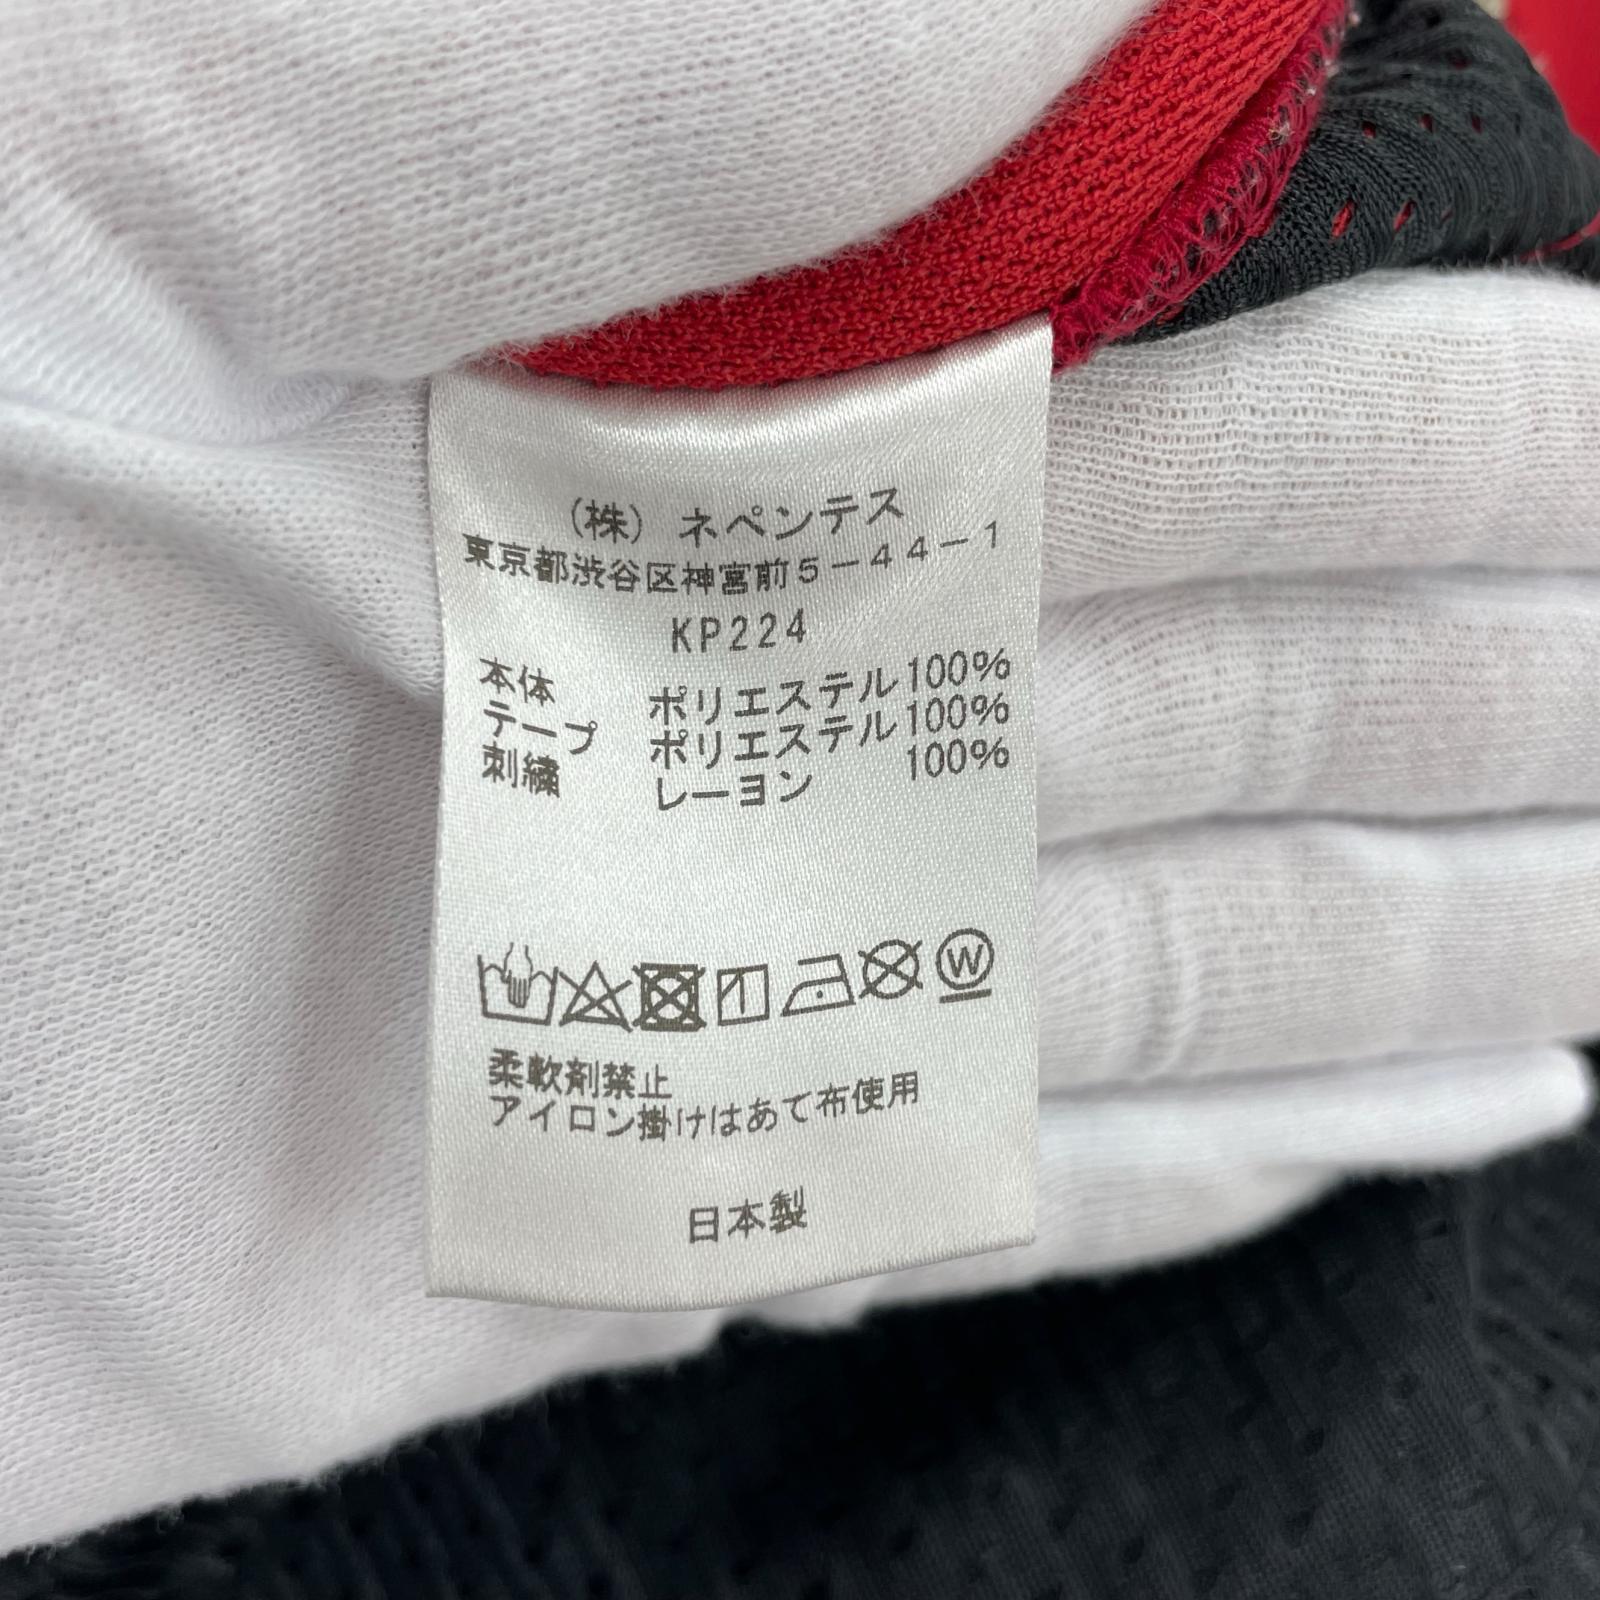 (株) ネペンテス
東京都渋谷区神宮前5-44-1
KP224
本体 ポリエステル100%
テープ ポリエステル100%
刺繍 レーヨン 100%
W
柔軟剤禁止
アイロン掛けはあて布使用
日本製